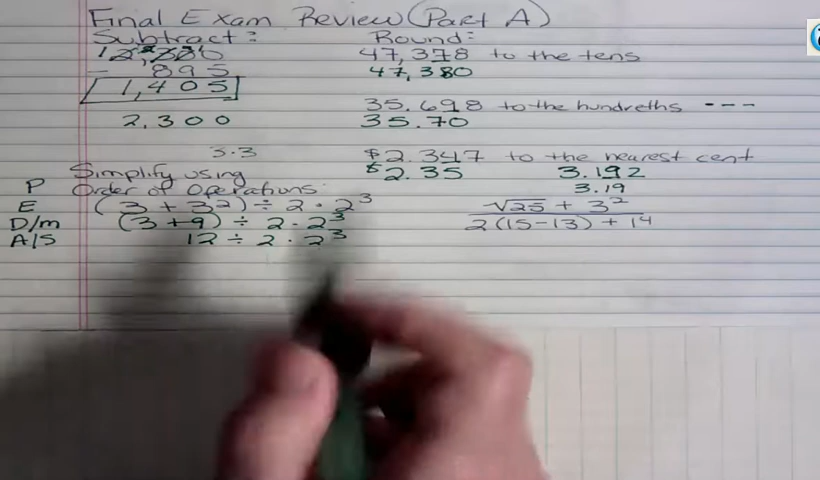 Final Exam Review (Part A)
Subtract:
- 895
1,405
2,300
Round:
47,378 to the tens
47,380
35.698 to the hundreths ---
35.70
$2.347 to the nearest cent
$2.35
3.192
3.19
3·3
Simplify using
Order of Operations:
P
E
D/m
A/S
(3 + 3²) ÷ 2 · 2³
(3 + 9) ÷ 2 · 2³
12 ÷ 2 · 2³
√25 + 3²
2(15-13) + 1⁴